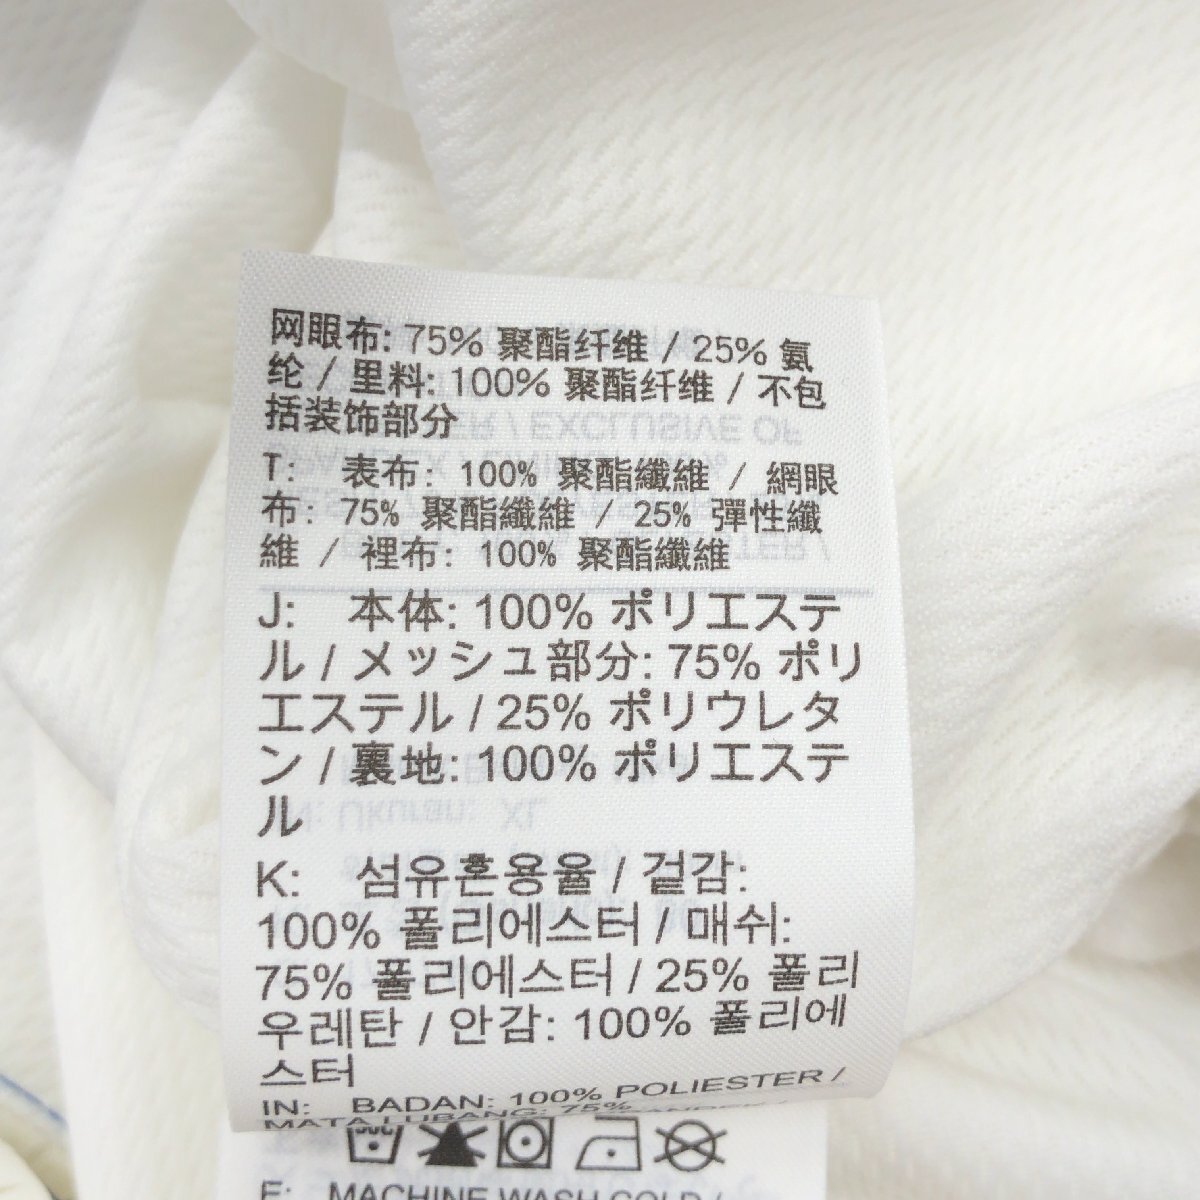 网眼布: 75% 聚酯纤维 / 25% 氨
纶 / 里料: 100% 聚酯纤维 / 不包
括装饰部分
T: 表布: 100% 聚酯纖維 / 網眼
布: 75% 聚酯纖維 / 25% 彈性纖
維 / 裡布: 100% 聚酯纖維
J: 本体: 100% ポリエステ
ル / メッシュ部分: 75% ポリ
エステル / 25% ポリウレタ
ン / 裏地: 100% ポリエステ
ル
K: 섬유혼용율 / 겉감:
100% 폴리에스터 / 매쉬:
75% 폴리에스터 / 25% 폴리
우레탄 / 안감: 100% 폴리에
스터
IN: BADAN: 100% POLIESTER /
MATA LUBANG: 75%
E: MACHINE WASH COLD /